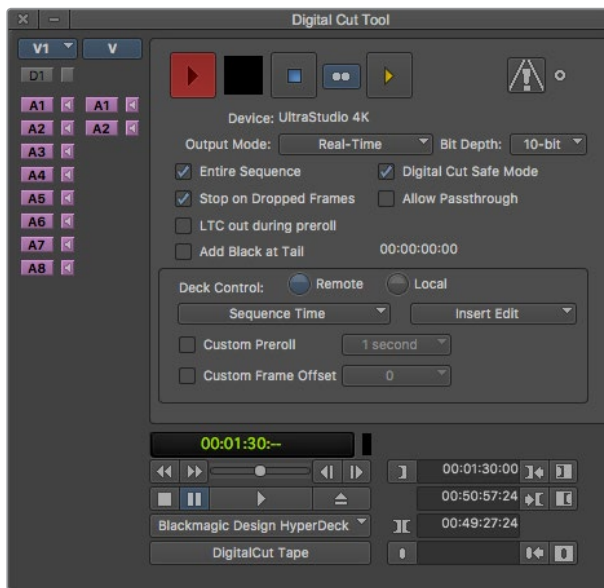 Digital Cut Tool
V1 V
D1
A1 A1
A2 A2
A3
A4
A5
A6
A7
A8
Device: UltraStudio 4K
Output Mode: Real-Time Bit Depth: 10-bit
Entire Sequence Digital Cut Safe Mode
Stop on Dropped Frames Allow Passthrough
LTC out during preroll
Add Black at Tail 00:00:00:00
Deck Control: Remote Local
Sequence Time Insert Edit
Custom Preroll 1 second
Custom Frame Offset 0
00:01:30:--
00:01:30:00
00:50:57:24
Blackmagic Design HyperDeck 00:49:27:24
DigitalCut Tape